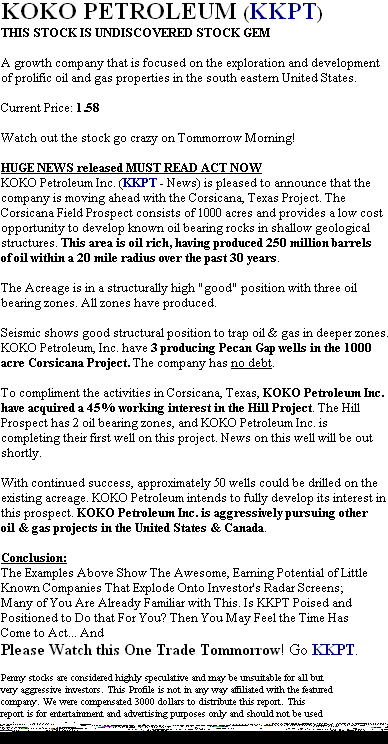 KOKO PETROLEUM (KKPT)
THIS STOCK IS UNDISCOVERED STOCK GEM
A growth company that is focused on the exploration and development
of prolific oil and gas properties in the south eastern United States.
Current Price: 1.58
Watch out the stock go crazy on Tommorrow Morning!
HUGE NEWS released MUST READ ACT NOW
KOKO Petroleum Inc. (KKPT - News) is pleased to announce that the
company is moving ahead with the Corsicana, Texas Project. The
Corsicana Field Prospect consists of 1000 acres and provides a low cost
opportunity to develop known oil bearing rocks in shallow geological
structures. This area is oil rich, having produced 250 million barrels
of oil within a 20 mile radius over the past 30 years.
The Acreage is in a structurally high "good" position with three oil
bearing zones. All zones have produced.
Seismic shows good structural position to trap oil & gas in deeper zones.
KOKO Petroleum, Inc. have 3 producing Pecan Gap wells in the 1000
acre Corsicana Project. The company has no debt.
To compliment the activities in Corsicana, Texas, KOKO Petroleum Inc.
have acquired a 45% working interest in the Hill Project. The Hill
Prospect has 2 oil bearing zones, and KOKO Petroleum Inc. is
completing their first well on this project. News on this well will be out
shortly.
With continued success, approximately 50 wells could be drilled on the
existing acreage. KOKO Petroleum intends to fully develop its interest in
this prospect. KOKO Petroleum Inc. is aggressively pursuing other
oil & gas projects in the United States & Canada.
Conclusion:
The Examples Above Show The Awesome, Earning Potential of Little
Known Companies That Explode Onto Investor's Radar Screens;
Many of You Are Already Familiar with This. Is KKPT Poised and
Positioned to Do that For You? Then You May Feel the Time Has
Come to Act... And
Please Watch this One Trade Tommorrow! Go KKPT.
Penny stocks are considered highly speculative and may be unsuitable for all but
very aggressive investors. This Profile is not in any way affiliated with the featured
company. We were compensated 3000 dollars to distribute this report. This
report is for entertainment and advertising purposes only and should not be used